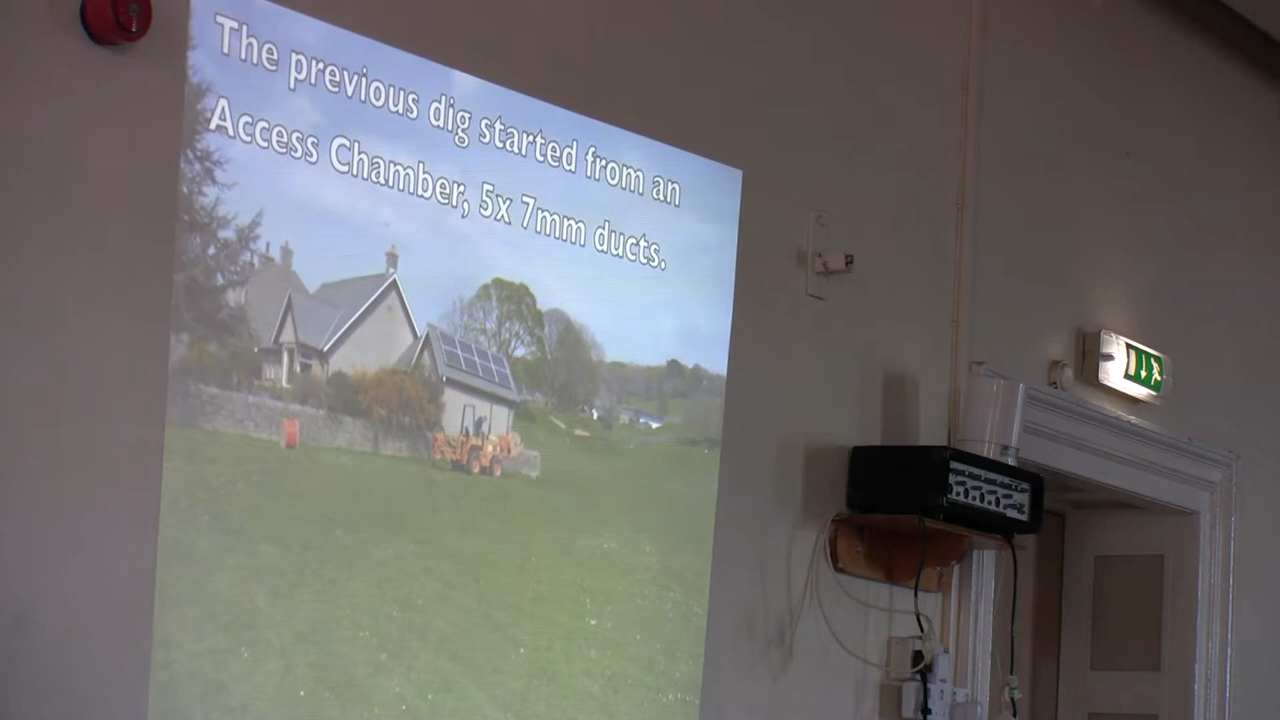 The previous dig started from an
Access Chamber, 5x 7mm ducts.